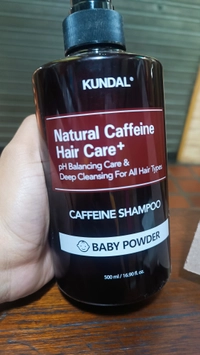 KUNDAL®
Natural Caffeine
Hair Care+
pH Balancing Care &
Deep Cleansing For All Hair Types
CAFFEINE SHAMPOO
BABY POWDER
500 ml / 16.90 fl. oz.